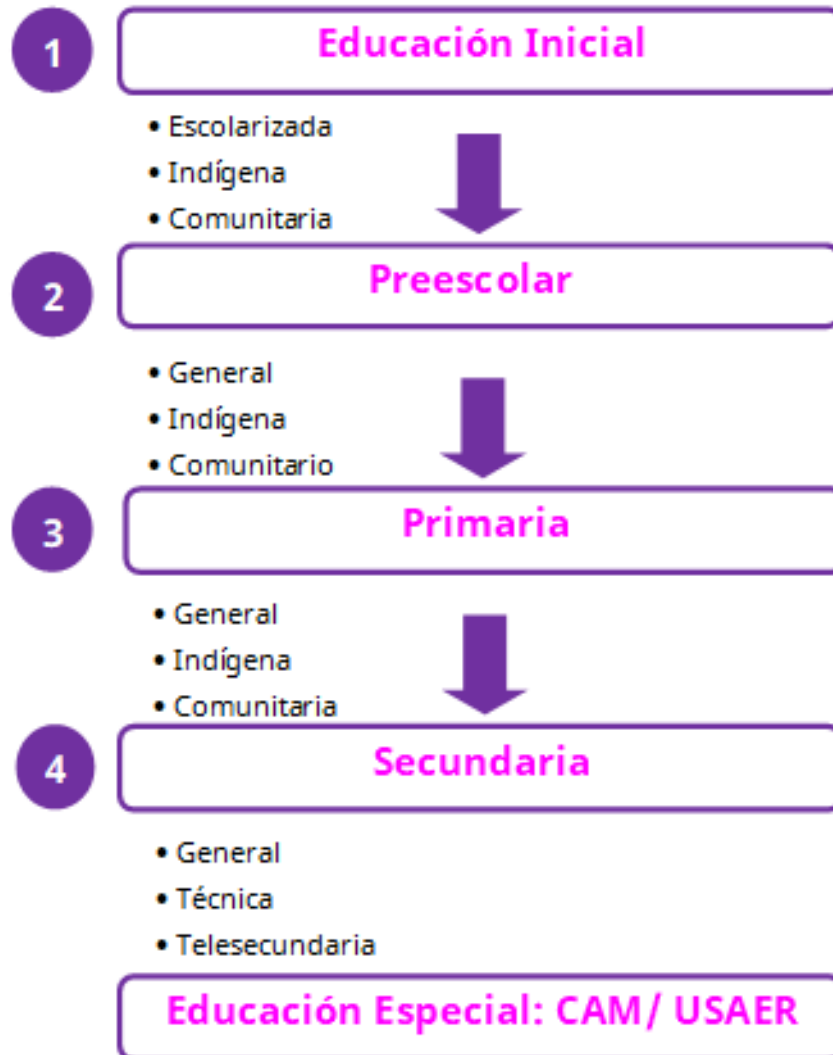 1
Educación Inicial
• Escolarizada
• Indígena
• Comunitaria
2
Preescolar
• General
• Indígena
• Comunitario
3
Primaria
• General
• Indígena
• Comunitaria
4
Secundaria
• General
• Técnica
• Telesecundaria
Educación Especial: CAM/ USAER